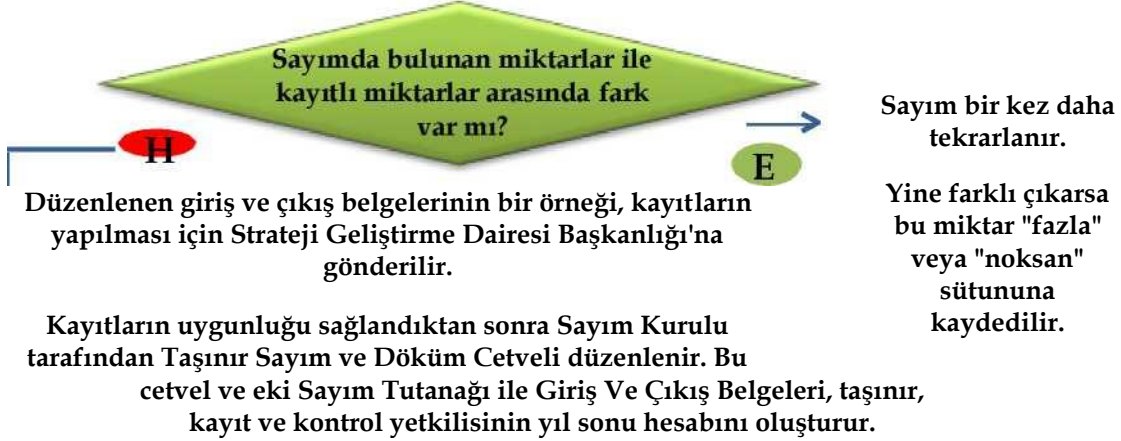 Sayımda bulunan miktarlar ile
kayıtlı miktarlar arasında fark
var mı?
H
E
Sayım bir kez daha
tekrarlanır.
Yine farklı çıkarsa
bu miktar "fazla"
veya "noksan"
sütununa
kaydedilir.
Düzenlenen giriş ve çıkış belgelerinin bir örneği, kayıtların
yapılması için Strateji Geliştirme Dairesi Başkanlığı'na
gönderilir.
Kayıtların uygunluğu sağlandıktan sonra Sayım Kurulu
tarafından Taşınır Sayım ve Döküm Cetveli düzenlenir. Bu
cetvel ve eki Sayım Tutanağı ile Giriş Ve Çıkış Belgeleri, taşınır,
kayıt ve kontrol yetkilisinin yıl sonu hesabını oluşturur.